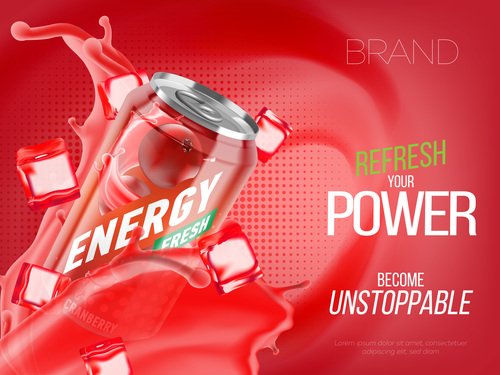 BRAND
REFRESH
YOUR
POWER
BECOME
UNSTOPPABLE
Lorem ipsum dolor sit amet, consectetuer
adipiscing elit, sed diam
ENERGY
FRESH
CRANBERRY